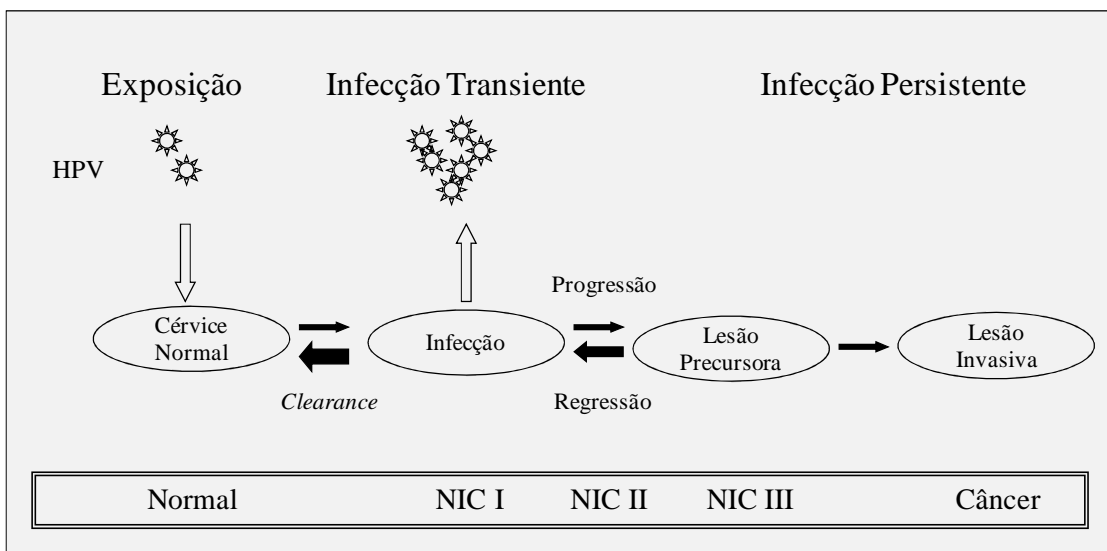 Exposição
Infecção Transiente
Infecção Persistente
HPV
Progressão
Cérvice
Normal
Infecção
Lesão
Precursora
Lesão
Invasiva
Clearance
Regressão
Normal
NIC I
NIC II
NIC III
Câncer